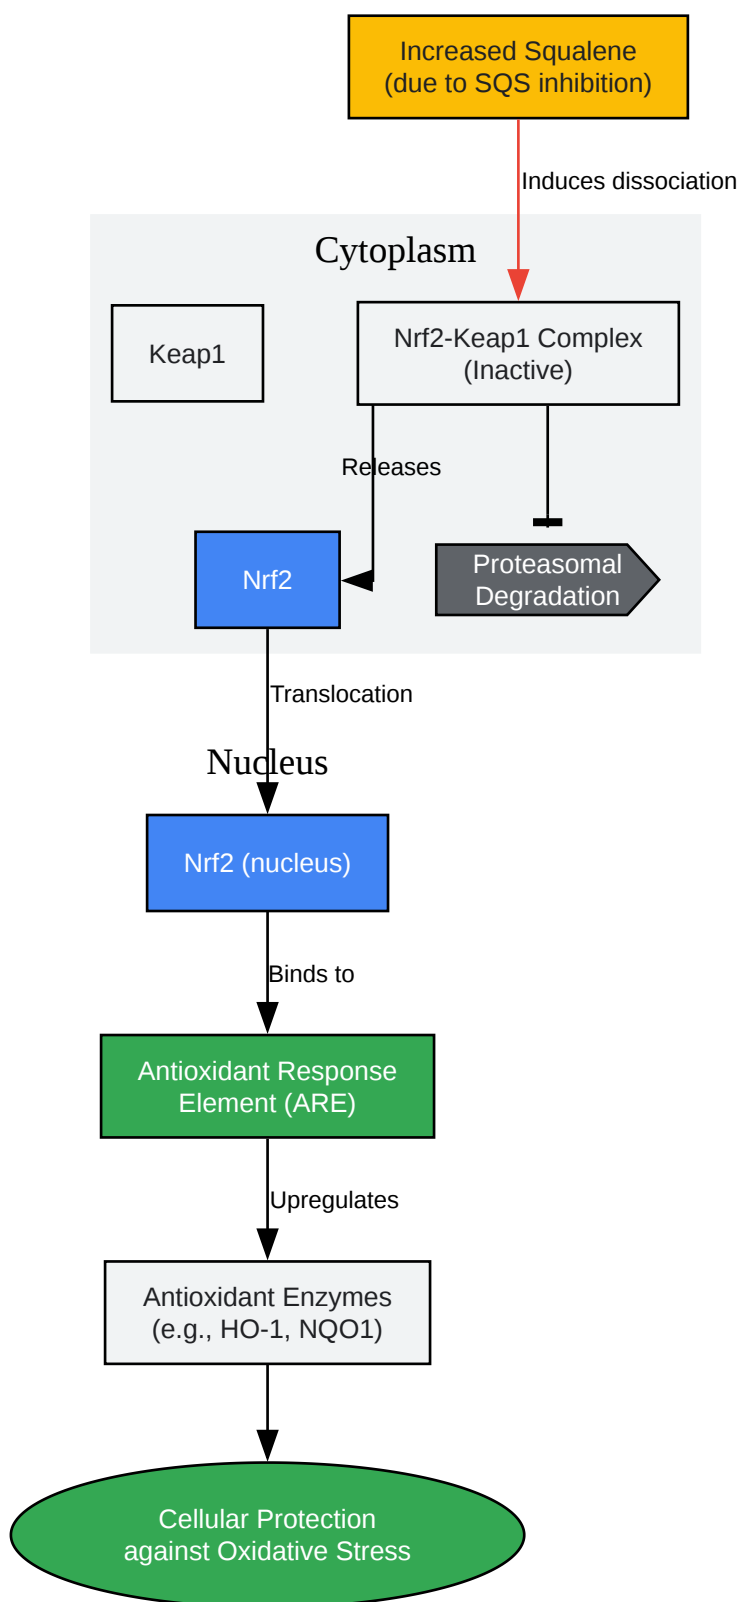 Increased Squalene
(due to SQS inhibition)
Induces dissociation
Cytoplasm
Keap1
Nrf2-Keap1 Complex
(Inactive)
Releases
Nrf2
Proteasomal
Degradation
Translocation
Nucleus
Nrf2 (nucleus)
Binds to
Antioxidant Response
Element (ARE)
Upregulates
Antioxidant Enzymes
(e.g., HO-1, NQO1)
Cellular Protection
against Oxidative Stress